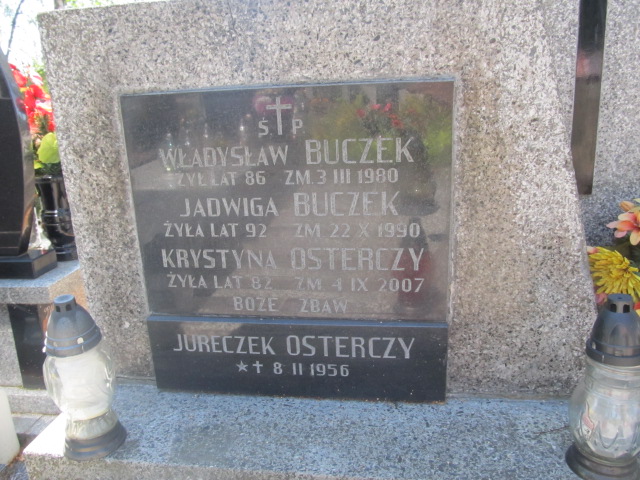 Ś † P
WŁADYSŁAW BUCZEK
ŻYŁ LAT 86 ZM. 3 III 1980
JADWIGA BUCZEK
ŻYŁA LAT 92 ZM 22 X 1990
KRYSTYNA OSTERCZY
ŻYŁA LAT 82 ZM 4 IX 2007
BOŻE ZBAW
JURECZEK OSTERCZY
★ † 8 II 1956